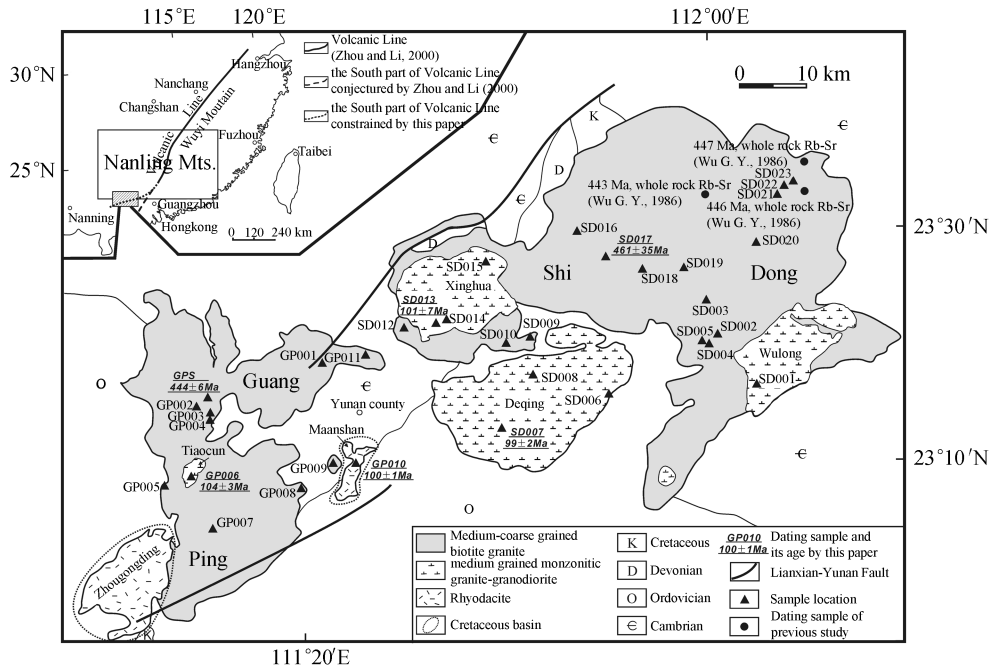 115°E
120°E
112°00′E
30°N
25°N
Hangzhou
Nanchang
Changshan
Volcanic Line
Wuyi Moutain
Fuzhou
Nanling Mts.
Taibei
Guangzhou
Hongkong
Nanning
0 120 240 km
Volcanic Line
(Zhou and Li, 2000)
the South part of Volcanic Line
conjectured by Zhou and Li (2000)
the South part of Volcanic Line
constrained by this paper
0 10 km
Є
K
D
Є
Є
447 Ma, whole rock Rb-Sr
(Wu G. Y., 1986)
SD023
SD022
SD021
443 Ma, whole rock Rb-Sr
(Wu G. Y., 1986)
446 Ma, whole rock Rb-Sr
(Wu G. Y., 1986)
23°30′N
SD016
SD017
461±35Ma
SD020
D
SD015
Shi
SD018
SD019
Dong
Xinghua
SD013
101±7Ma
SD014
SD012
SD003
SD009
SD010
SD005
SD002
SD004
Wulong
SD001
GP001
GP011
O
GPS
444±6Ma
Guang
Є
SD008
SD006
Deqing
SD007
99±2Ma
GP002
GP003
GP004
Yunan county
Maanshan
Tiaocun
GP006
104±3Ma
GP009
GP010
100±1Ma
Є
23°10′N
GP005
GP008
O
GP007
Ping
Zhougongding
K
111°20′E
Medium-coarse grained
biotite granite
medium grained monzonitic
granite-granodiorite
Rhyodacite
Cretaceous basin
K Cretaceous
D Devonian
O Ordovician
Є Cambrian
GP010
100±1Ma
Dating sample and
its age by this paper
Lianxian-Yunan Fault
Sample location
Dating sample of
previous study